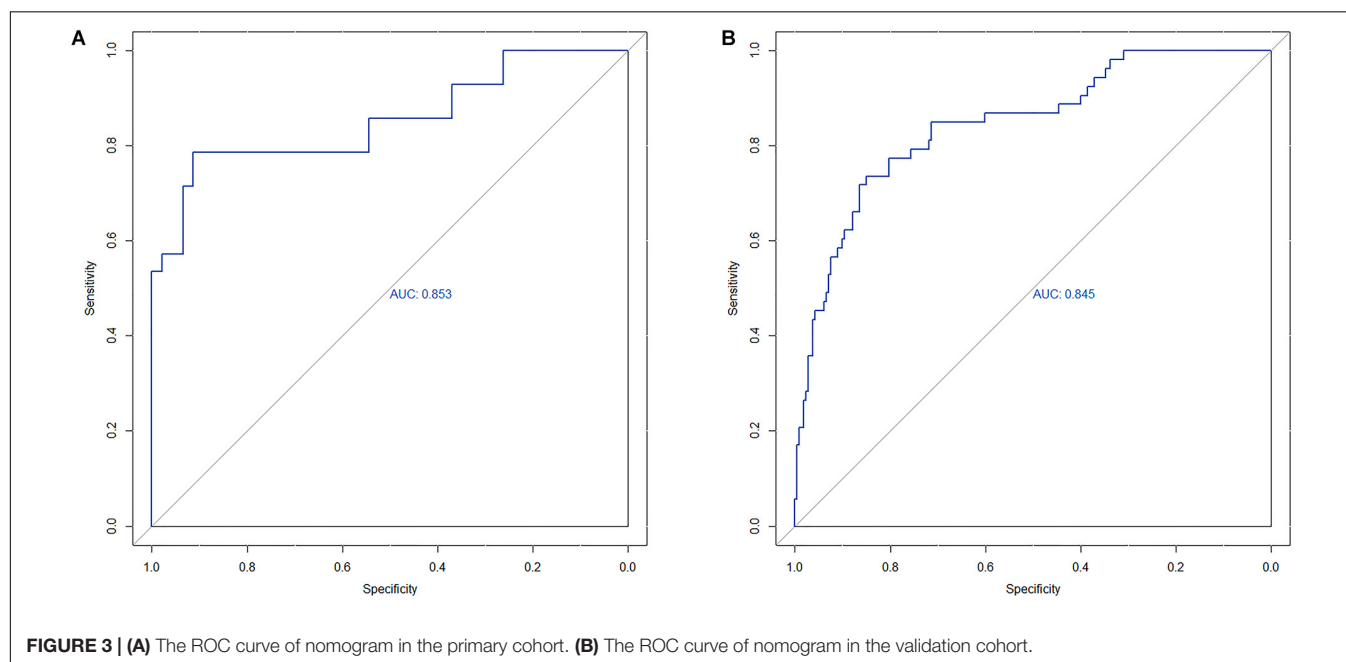 A
1.0
0.8
0.6
0.4
0.2
0.0
Sensitivity
AUC: 0.853
1.0 0.8 0.6 0.4 0.2 0.0
Specificity
B
1.0
0.8
0.6
0.4
0.2
0.0
Sensitivity
AUC: 0.845
1.0 0.8 0.6 0.4 0.2 0.0
Specificity
FIGURE 3 | (A) The ROC curve of nomogram in the primary cohort. (B) The ROC curve of nomogram in the validation cohort.